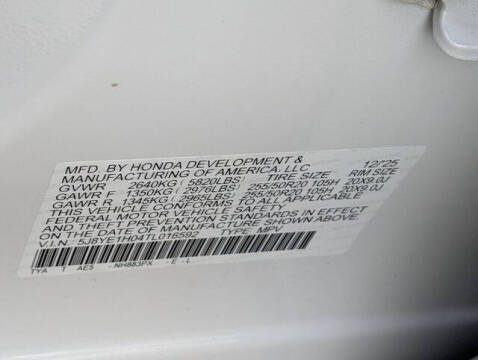 MFD. BY HONDA DEVELOPMENT &
MANUFACTURING OF AMERICA, LLC 12/25
GVWR 2640KG 5820LBS TIRE SIZE RIM SIZE
GAWR F 1350KG 2976LBS 255/50R20 105H 20X9.0J
GAWR R 1345KG 2965LBS 255/50R20 105H 20X9.0J
THIS VEHICLE CONFORMS TO ALL APPLICABLE
FEDERAL MOTOR VEHICLE SAFETY AND THEFT
PREVENTION STANDARDS IN EFFECT
ON THE DATE OF MANUFACTURE SHOWN ABOVE.
V.I.N.: 5J8YE1H04TL016592 TYPE: MPV
TYA T AES -NH883PX -E -L